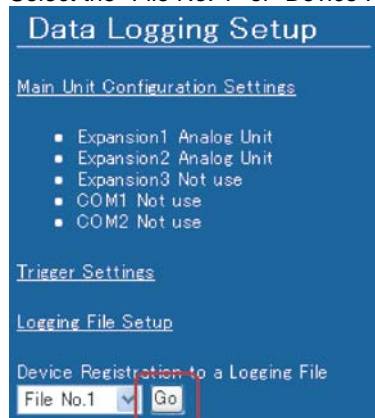 Data Logging Setup
Main Unit Configuration Settings
Expansion1 Analog Unit
Expansion2 Analog Unit
Expansion3 Not use
COM1 Not use
COM2 Not use
Trigger Settings
Logging File Setup
Device Registration to a Logging File
File No.1 Go